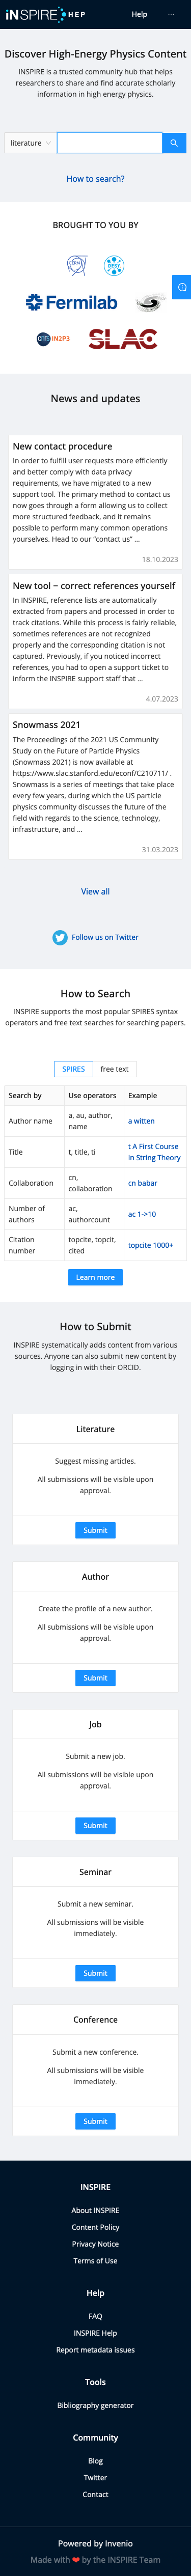 iNSPIRE HEP
Help
···
Discover High-Energy Physics Content
INSPIRE is a trusted community hub that helps
researchers to share and find accurate scholarly
information in high energy physics.
literature
How to search?
BROUGHT TO YOU BY
CERN
DESY
Fermilab
IN2P3
SLAC
News and updates
New contact procedure
In order to fulfill user requests more efficiently
and better comply with data privacy
requirements, we have migrated to a new
support tool. The primary method to contact us
now goes through a form allowing us to collect
more structured feedback, and it remains
possible to perform many common operations
yourselves. Head to our “contact us” ...
18.10.2023
New tool − correct references yourself
In INSPIRE, reference lists are automatically
extracted from papers and processed in order to
track citations. While this process is fairly reliable,
sometimes references are not recognized
properly and the corresponding citation is not
identified. Previously, if you spotted incorrect
references, you had to open a support ticket to
inform the INSPIRE support staff that ...
4.07.2023
Snowmass 2021
The Proceedings of the 2021 US Community
Study on the Future of Particle Physics
(Snowmass 2021) is now available at
https://www.slac.stanford.edu/econf/C210711/ .
Snowmass is a series of meetings that take place
every few years, during which the US particle
physics community discusses the future of the
field with regards to the science, technology,
infrastructure, and ...
31.03.2023
View all
Follow us on Twitter
How to Search
INSPIRE supports the most popular SPIRES syntax
operators and free text searches for searching papers.
SPIRES free text
Search by Use operators Example
Author name a, au, author, name a witten
Title t, title, ti t A First Course in String Theory
Collaboration cn, collaboration cn babar
Number of authors ac, authorcount ac 1->10
Citation number topcite, topcit, cited topcite 1000+
Learn more
How to Submit
INSPIRE systematically adds content from various
sources. Anyone can also submit new content by
logging in with their ORCID.
Literature
Suggest missing articles.
All submissions will be visible upon
approval.
Submit
Author
Create the profile of a new author.
All submissions will be visible upon
approval.
Submit
Job
Submit a new job.
All submissions will be visible upon
approval.
Submit
Seminar
Submit a new seminar.
All submissions will be visible
immediately.
Submit
Conference
Submit a new conference.
All submissions will be visible
immediately.
Submit
INSPIRE
About INSPIRE
Content Policy
Privacy Notice
Terms of Use
Help
FAQ
INSPIRE Help
Report metadata issues
Tools
Bibliography generator
Community
Blog
Twitter
Contact
Powered by Invenio
Made with ❤ by the INSPIRE Team